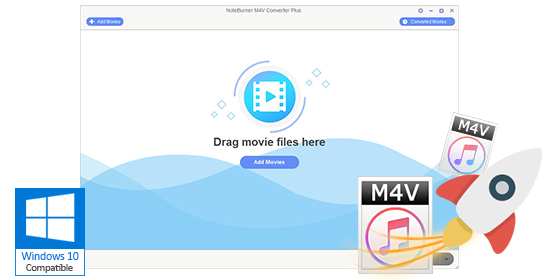 NoteBurner M4V Converter Plus
Add Movies
Converted Movies
Drag movie files here
Add Movies
M4V
M4V
Windows 10
Compatible